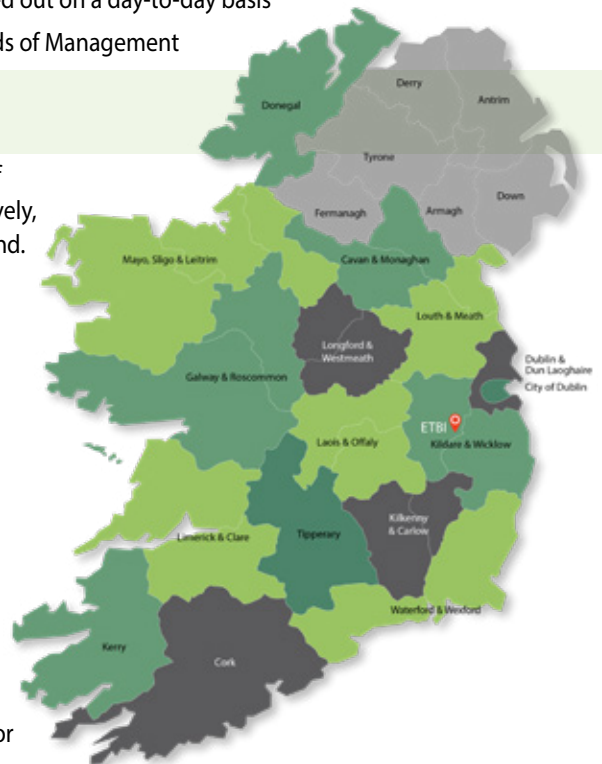 ed out on a day-to-day basis
ds of Management
Derry
Antrim
Donegal
Tyrone
Down
Fermanagh
Armagh
vely,
nd.
Mayo, Sligo & Leitrim
Cavan & Monaghan
Louth & Meath
Longford &
Westmeath
Dublin &
Dun Laoghaire
City of Dublin
Galway & Roscommon
ETBI
Kildare & Wicklow
Laois & Offaly
Kilkenny
& Carlow
Tipperary
Limerick & Clare
Waterford & Wexford
Kerry
Cork
or